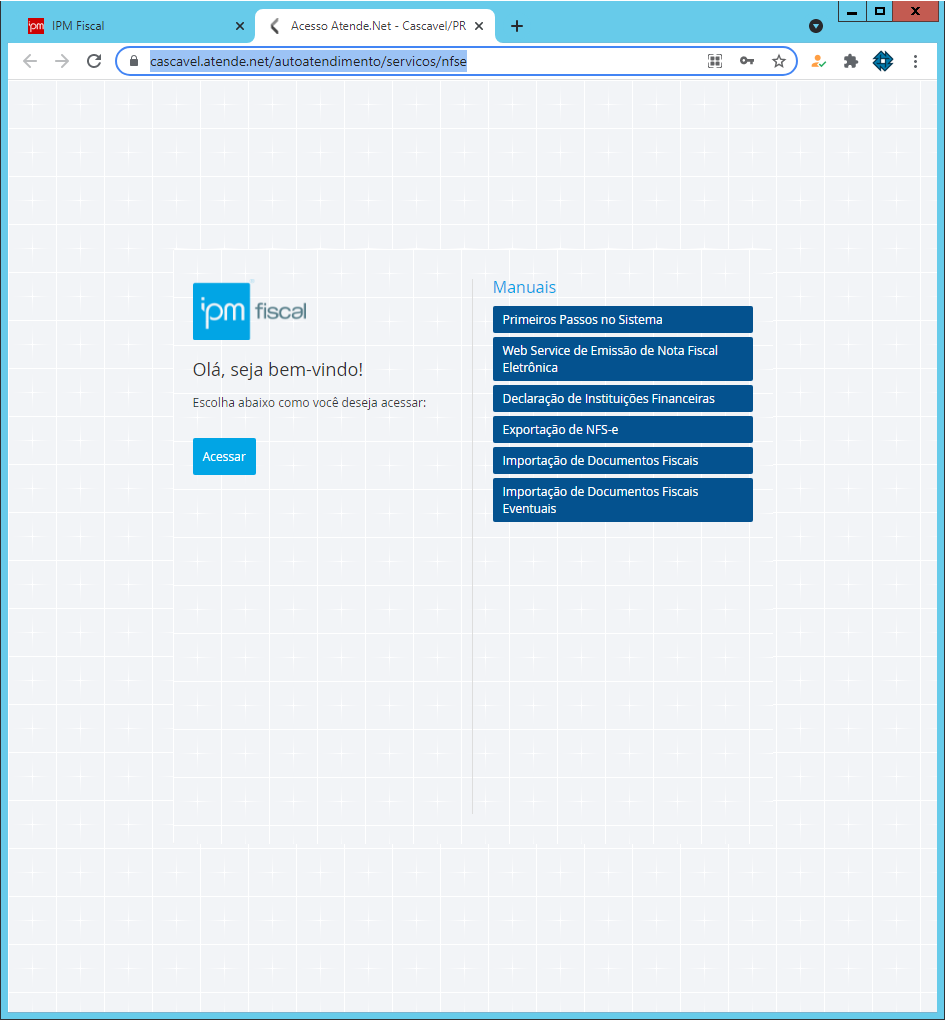 IPM Fiscal
Acesso Atende.Net - Cascavel/PR
cascavel.atende.net/autoatendimento/servicos/nfse
ipm fiscal
Olá, seja bem-vindo!
Escolha abaixo como você deseja acessar:
Acessar
Manuais
Primeiros Passos no Sistema
Web Service de Emissão de Nota Fiscal
Eletrônica
Declaração de Instituições Financeiras
Exportação de NFS-e
Importação de Documentos Fiscais
Importação de Documentos Fiscais
Eventuais